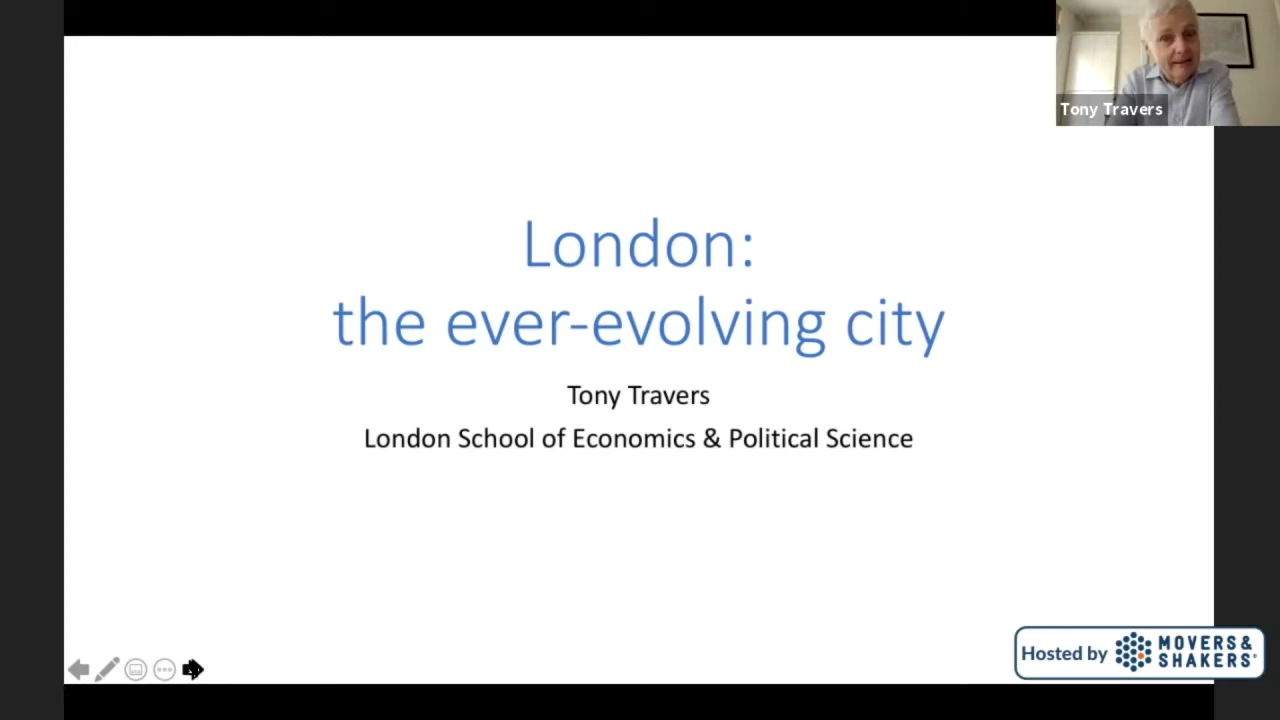 Tony Travers
London:
the ever-evolving city
Tony Travers
London School of Economics & Political Science
Hosted by MOVERS & SHAKERS